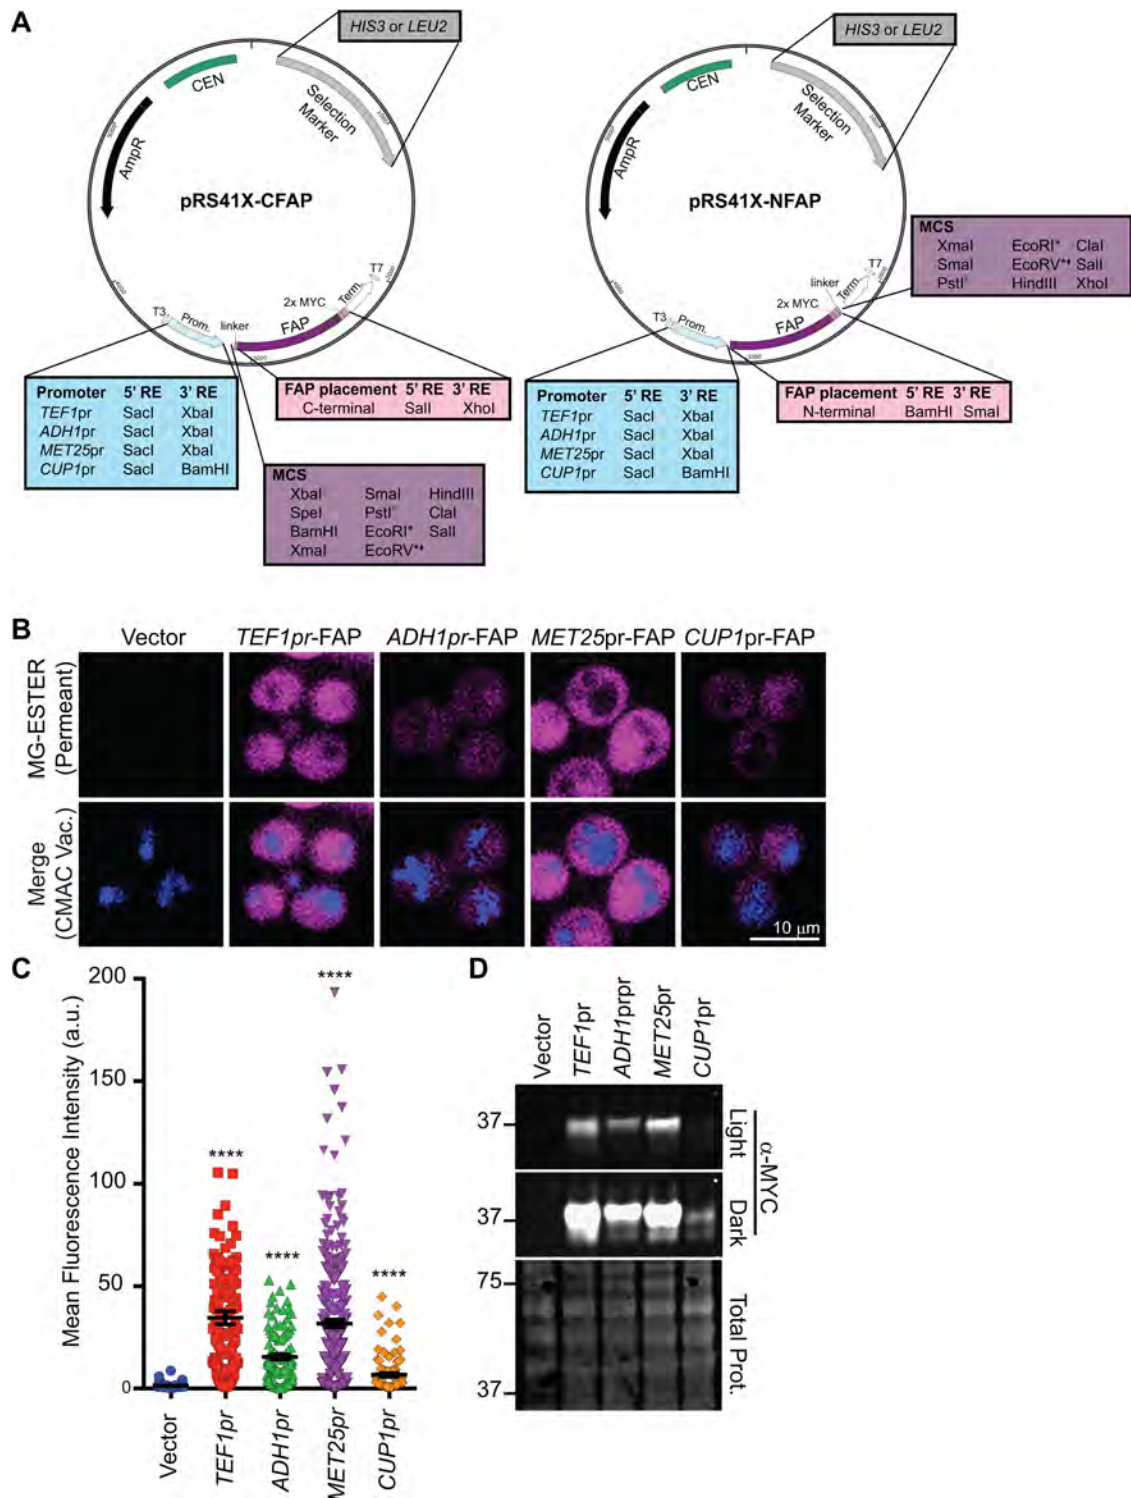 A
HIS3 or LEU2
CEN
Selection
Marker
AmpR
pRS41X-CFAP
T7
Term.
2x MYC
linker
FAP
T3
Prom.
Promoter 5' RE 3' RE
TEF1pr SacI XbaI
ADH1pr SacI XbaI
MET25pr SacI XbaI
CUP1pr SacI BamHI
FAP placement 5' RE 3' RE
C-terminal SalI XhoI
MCS
XbaI SmaI HindIII
SpeI PstI ClaI
BamHI EcoRI* SalI
XmaI EcoRV*
HIS3 or LEU2
CEN
Selection
Marker
AmpR
pRS41X-NFAP
MCS
XmaI EcoRI* ClaI
SmaI EcoRV* SalI
PstI HindIII XhoI
T7
Term.
linker
2x MYC
FAP
T3
Prom.
Promoter 5' RE 3' RE
TEF1pr SacI XbaI
ADH1pr SacI XbaI
MET25pr SacI XbaI
CUP1pr SacI BamHI
FAP placement 5' RE 3' RE
N-terminal BamHI SmaI
B
Vector TEF1pr-FAP ADH1pr-FAP MET25pr-FAP CUP1pr-FAP
MG-ESTER
(Permeant)
Merge
(CMAC Vac.)
10 µm
C
Mean Fluorescence Intensity (a.u.)
200
150
100
50
0
****
****
****
****
Vector TEF1pr ADH1pr MET25pr CUP1pr
D
Vector TEF1pr ADH1prpr MET25pr CUP1pr
37
Light
α-MYC
37
Dark
75
Total Prot.
37